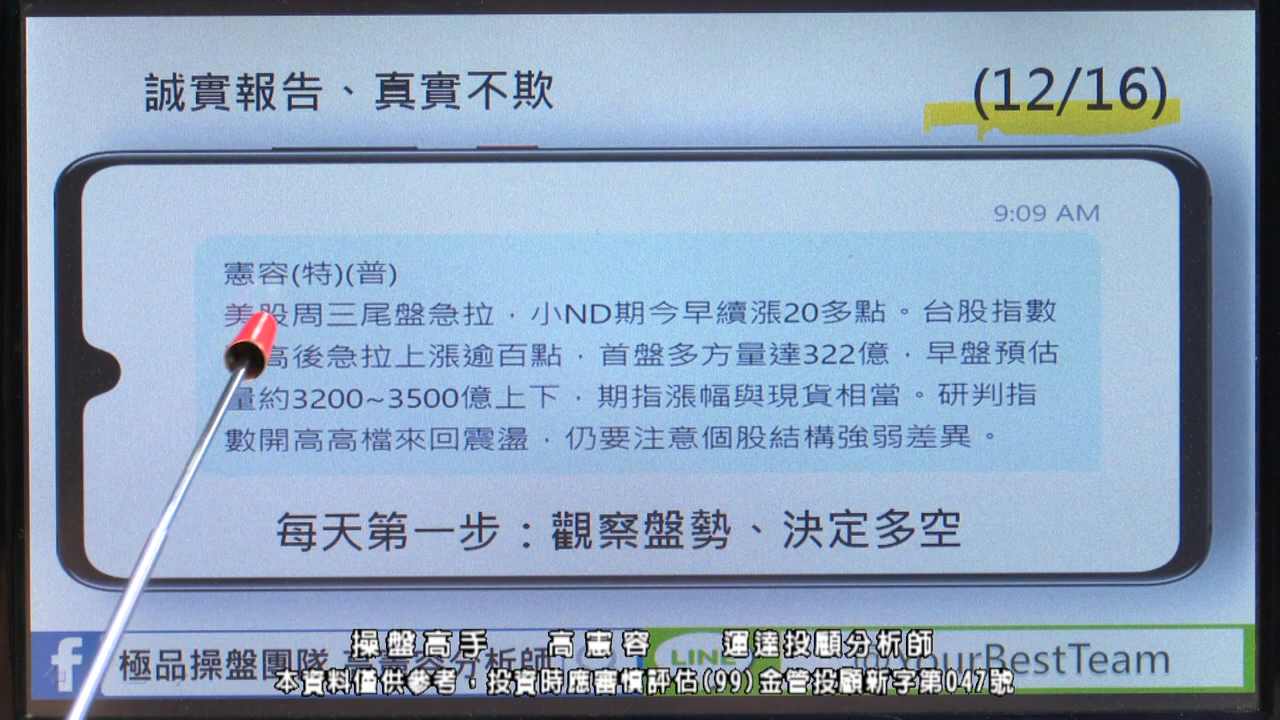 誠實報告、真實不欺
(12/16)
9:09 AM
憲容(特)(普)
美股周三尾盤急拉，小ND期今早續漲20多點。台股指數
高後急拉上漲逾百點，首盤多方量達322億，早盤預估
量約3200~3500億上下，期指漲幅與現貨相當。研判指
數開高高檔來回震盪，仍要注意個股結構強弱差異。
每天第一步：觀察盤勢、決定多空
操盤高手 高憲容 運達投顧分析師
f 極品操盤團隊 高憲容分析師 LINE @YourBestTeam
本資料僅供參考，投資時應審慎評估(99)金管投顧新字第047號